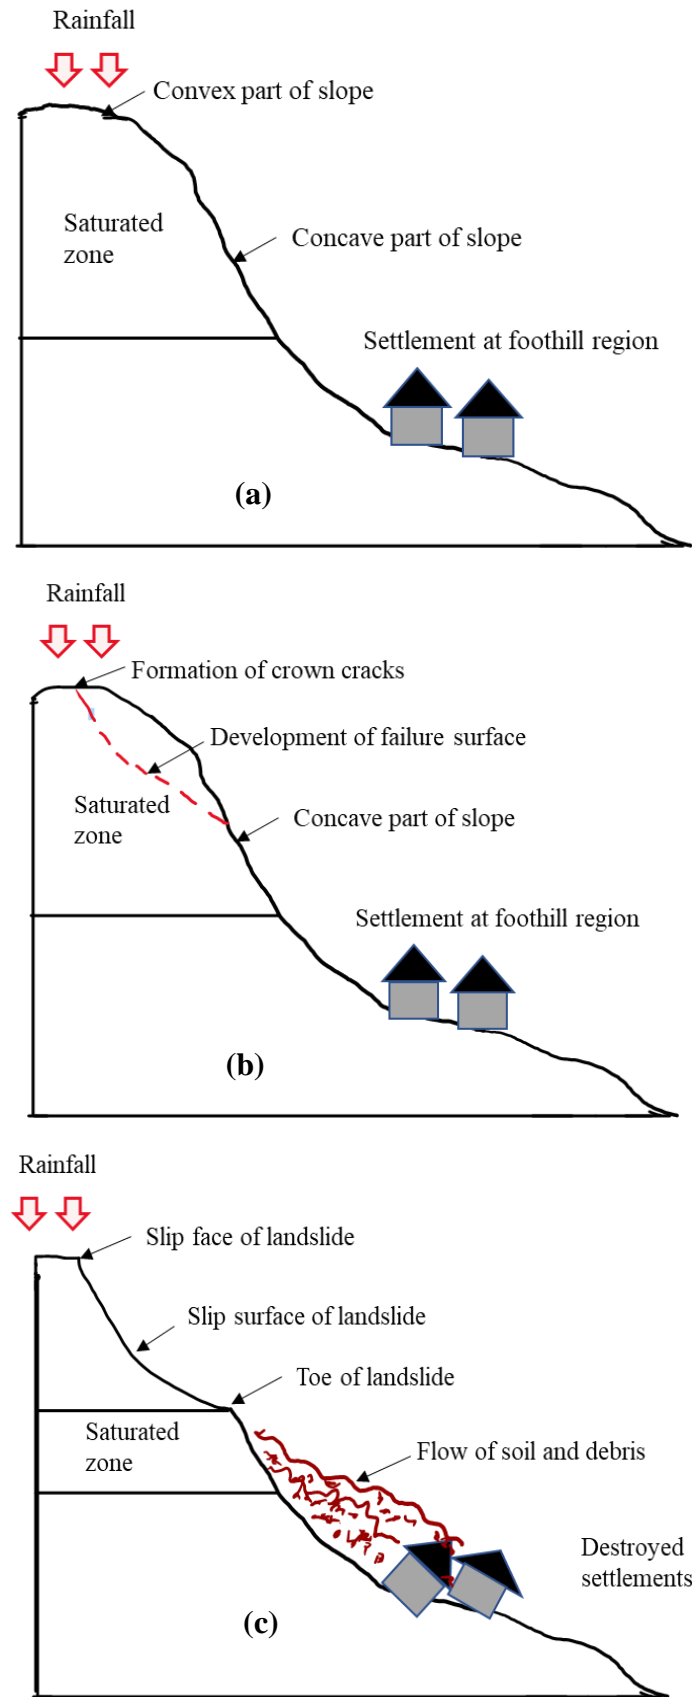 Rainfall
Convex part of slope
Saturated
zone
Concave part of slope
Settlement at foothill region
(a)
Rainfall
Formation of crown cracks
Development of failure surface
Saturated
zone
Concave part of slope
Settlement at foothill region
(b)
Rainfall
Slip face of landslide
Slip surface of landslide
Toe of landslide
Saturated
zone
Flow of soil and debris
Destroyed
settlements
(c)